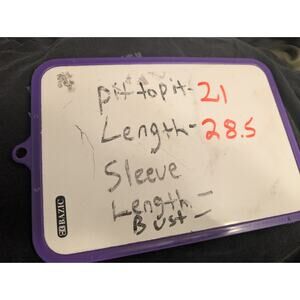 pit to pit - 21
Length - 28.5
Sleeve
Length =
Bust =
BAZIC